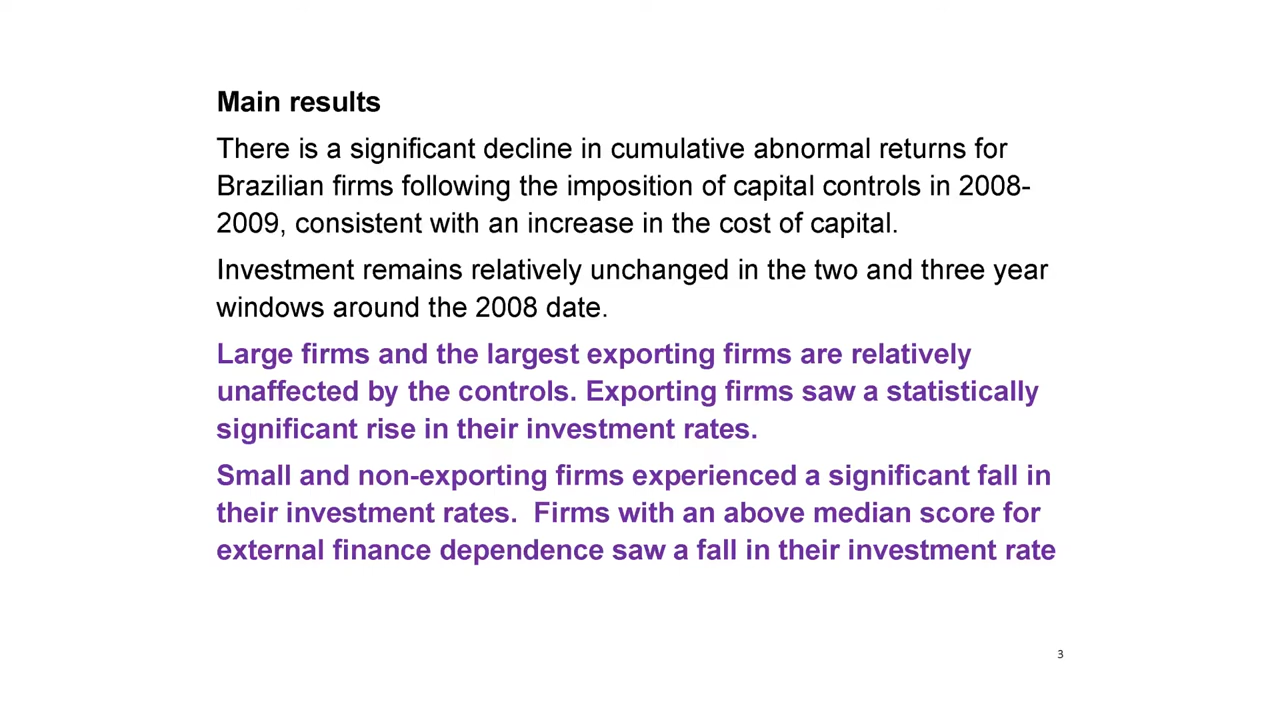 Main results
There is a significant decline in cumulative abnormal returns for
Brazilian firms following the imposition of capital controls in 2008-
2009, consistent with an increase in the cost of capital.
Investment remains relatively unchanged in the two and three year
windows around the 2008 date.
Large firms and the largest exporting firms are relatively
unaffected by the controls. Exporting firms saw a statistically
significant rise in their investment rates.
Small and non-exporting firms experienced a significant fall in
their investment rates.  Firms with an above median score for
external finance dependence saw a fall in their investment rate
3